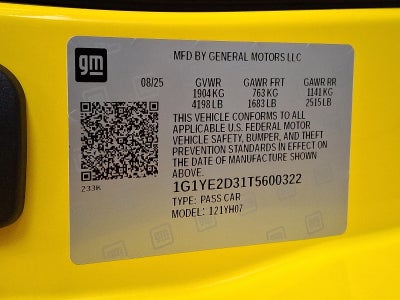 gm
MFD BY GENERAL MOTORS LLC
08/25 GVWR GAWR FRT GAWR RR
1904 KG 763 KG 1141 KG
4198 LB 1683 LB 2515 LB
THIS VEHICLE CONFORMS TO ALL
APPLICABLE U.S. FEDERAL MOTOR
VEHICLE SAFETY, BUMPER, AND THEFT
PREVENTION STANDARDS IN EFFECT ON
THE DATE OF MANUFACTURE SHOWN
ABOVE.
233K
1G1YE2D31T5600322
TYPE: PASS CAR
MODEL: 121YH07